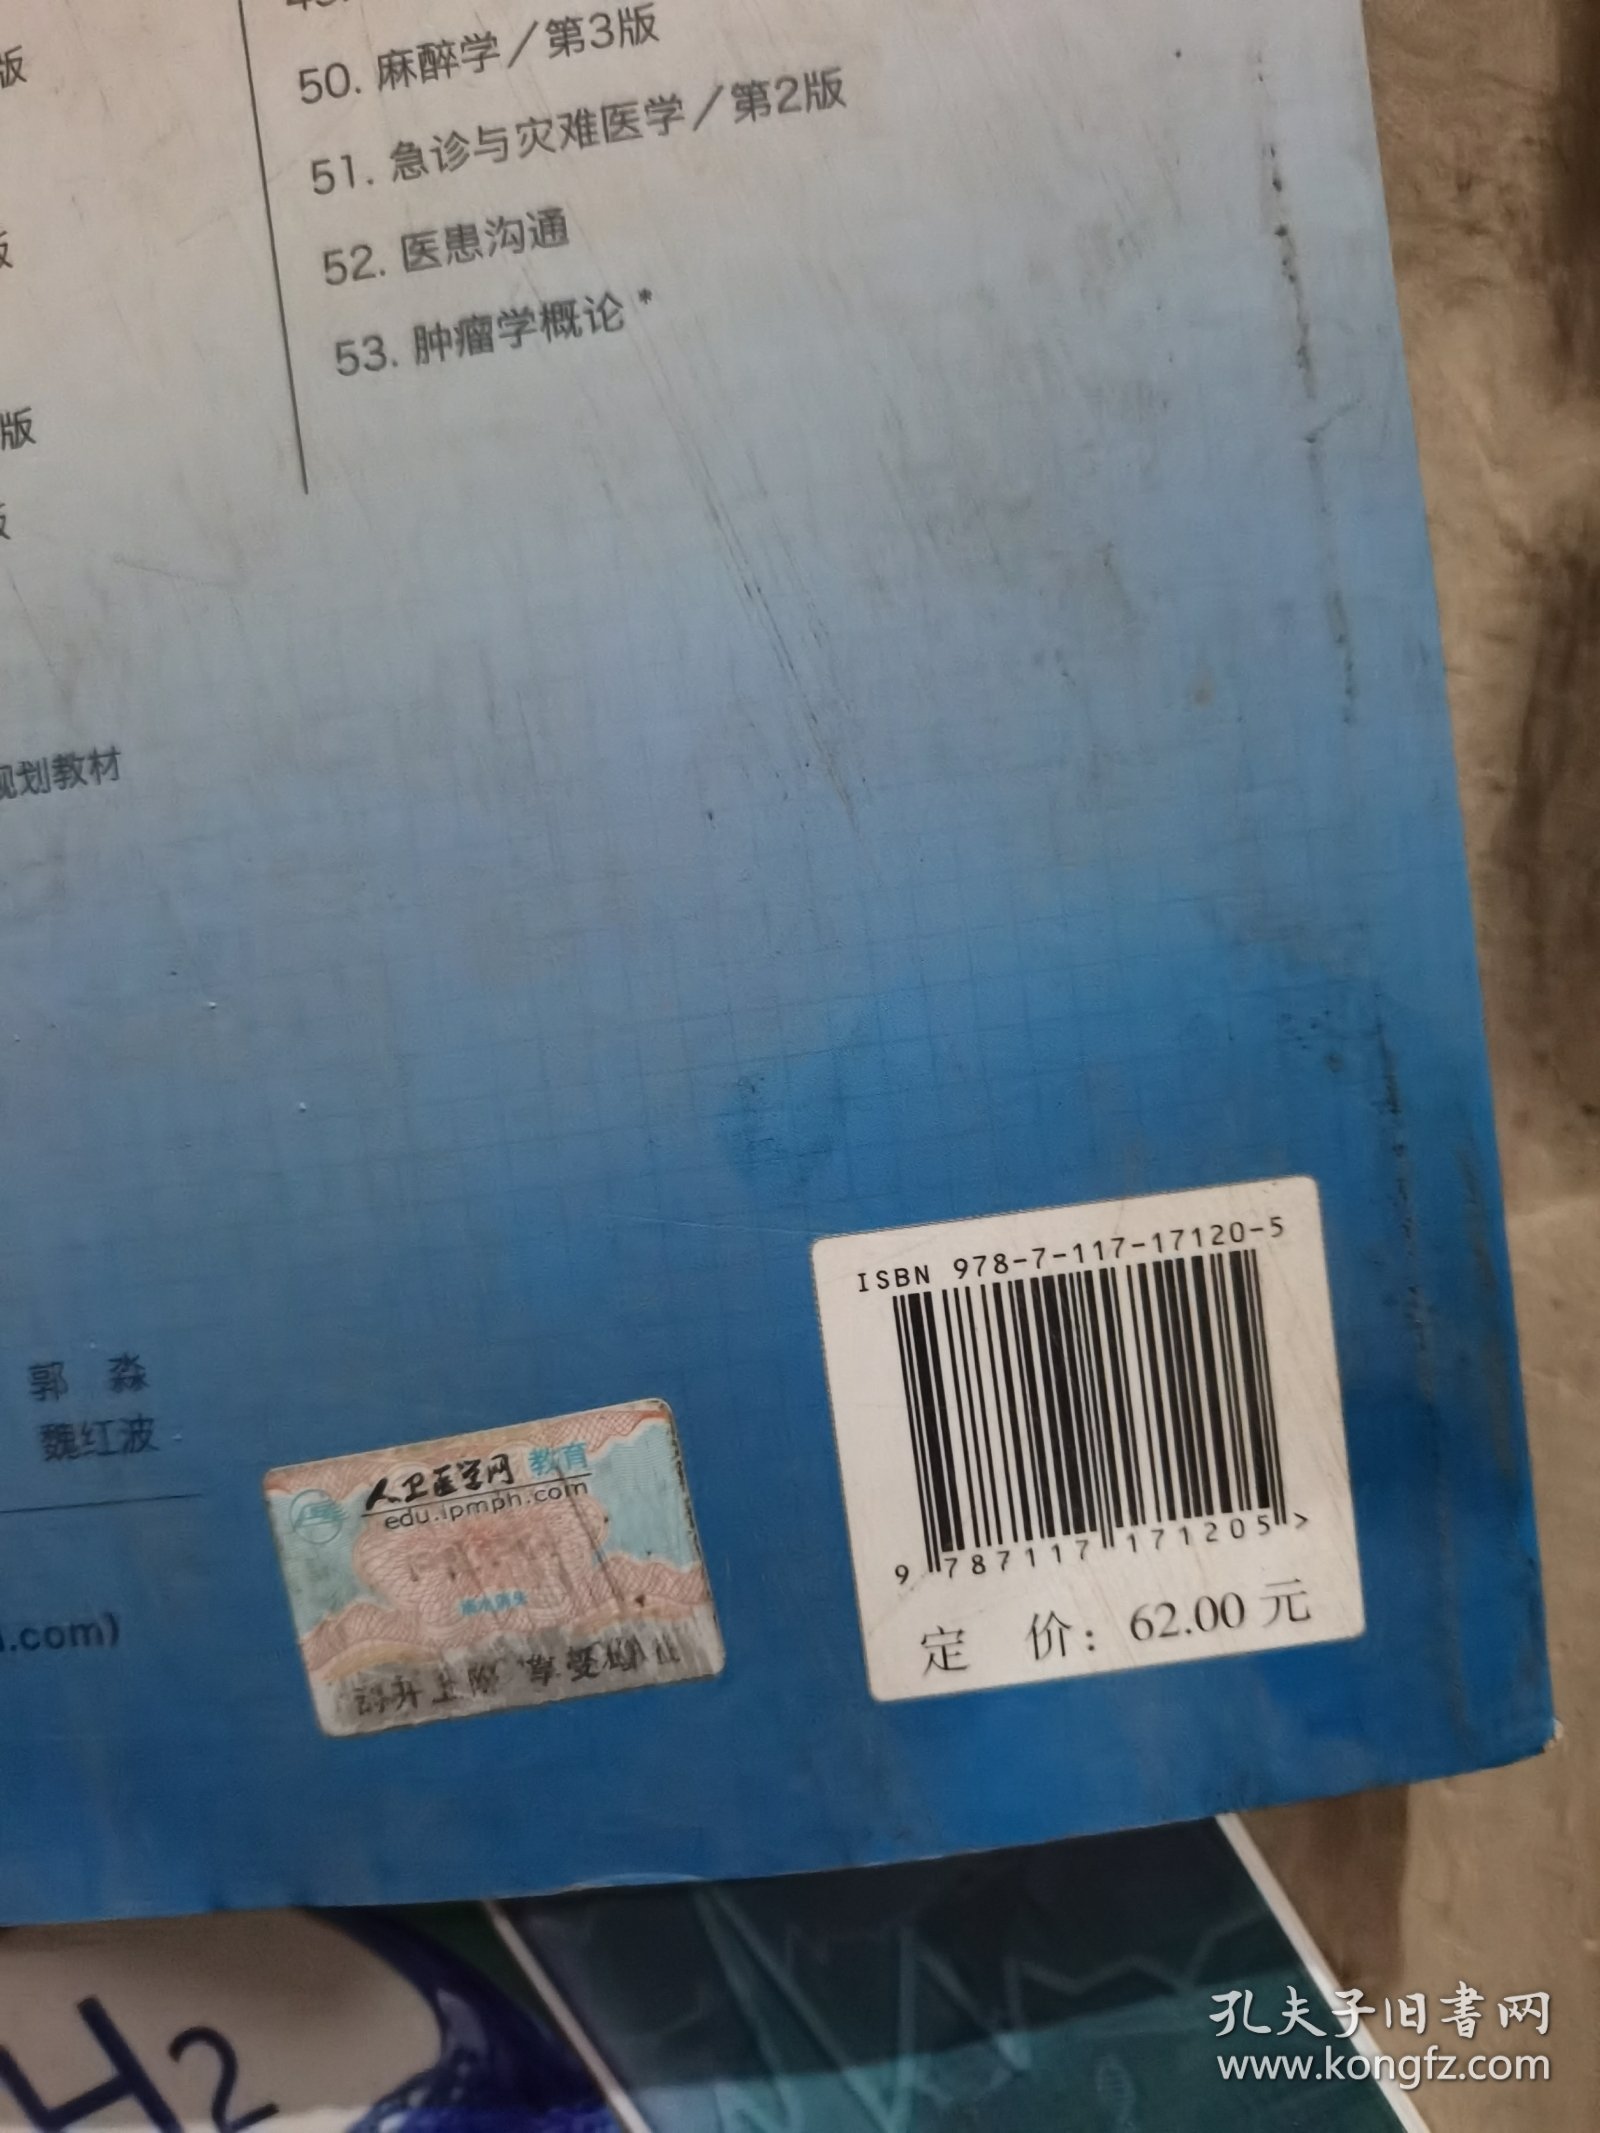 版
50. 麻醉学／第3版
51. 急诊与灾难医学／第2版
52. 医患沟通
53. 肿瘤学概论*
版
规划教材
郭 淼
魏红波
.com)
人卫医学网 教育
edu.ipmph.com
ISBN 978-7-117-17120-5
9 787117 171205 >
定 价：62.00 元
H2
孔夫子旧书网
www.kongfz.com